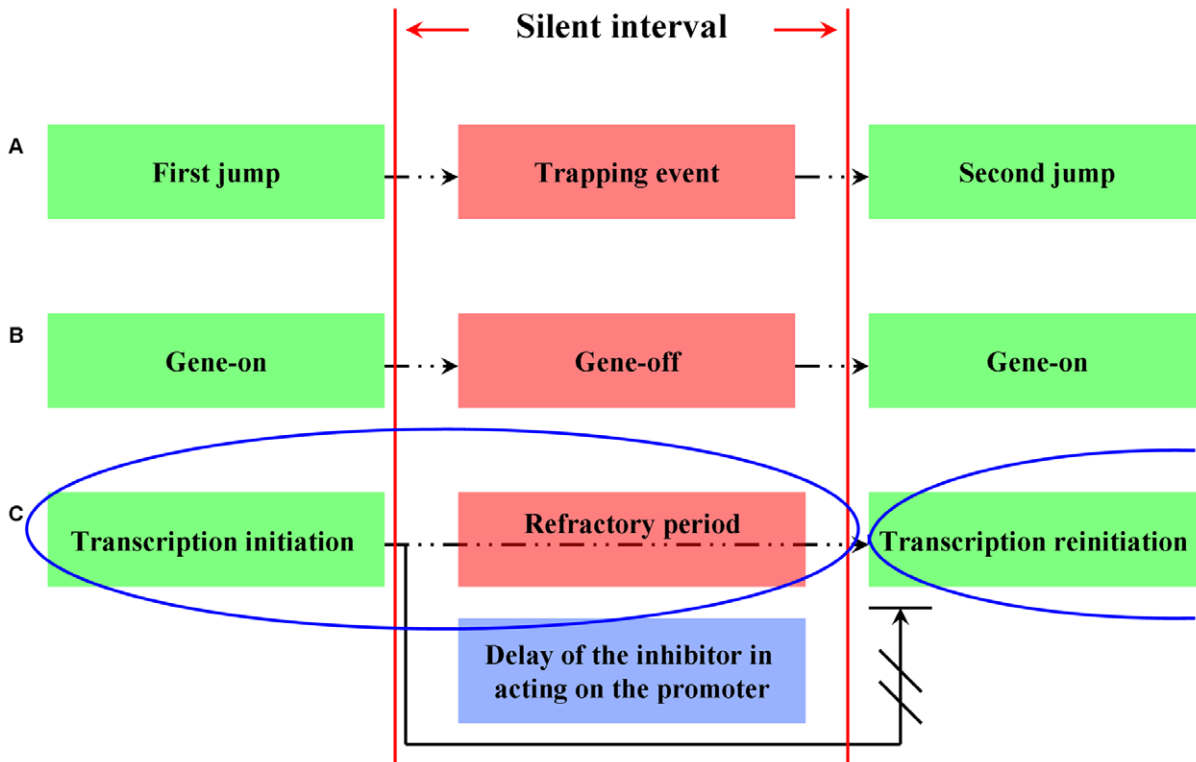 Silent interval
A
First jump
Trapping event
Second jump
B
Gene-on
Gene-off
Gene-on
C
Transcription initiation
Refractory period
Transcription reinitiation
Delay of the inhibitor in
acting on the promoter